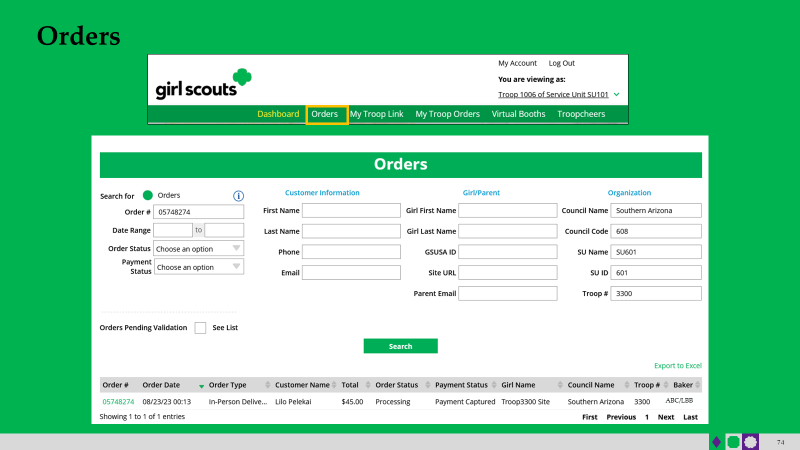 Orders
My Account Log Out
You are viewing as:
girl scouts
Troop 1006 of Service Unit SU101
Dashboard Orders My Troop Link My Troop Orders Virtual Booths Troopcheers
Orders
Search for Orders i
Customer Information Girl/Parent Organization
Order # 05748274 First Name Girl First Name Council Name Southern Arizona
Date Range to Last Name Girl Last Name Council Code 608
Order Status Choose an option Phone GSUSA ID SU Name SU601
Payment Status Choose an option Email Site URL SU ID 601
Parent Email Troop # 3300
Orders Pending Validation See List
Search
Export to Excel
Order # Order Date Order Type Customer Name Total Order Status Payment Status Girl Name Council Name Troop # Baker
05748274 08/23/23 00:13 In-Person Delive... Lilo Pelekai $45.00 Processing Payment Captured Troop3300 Site Southern Arizona 3300 ABC/LBB
Showing 1 to 1 of 1 entries First Previous 1 Next Last
74